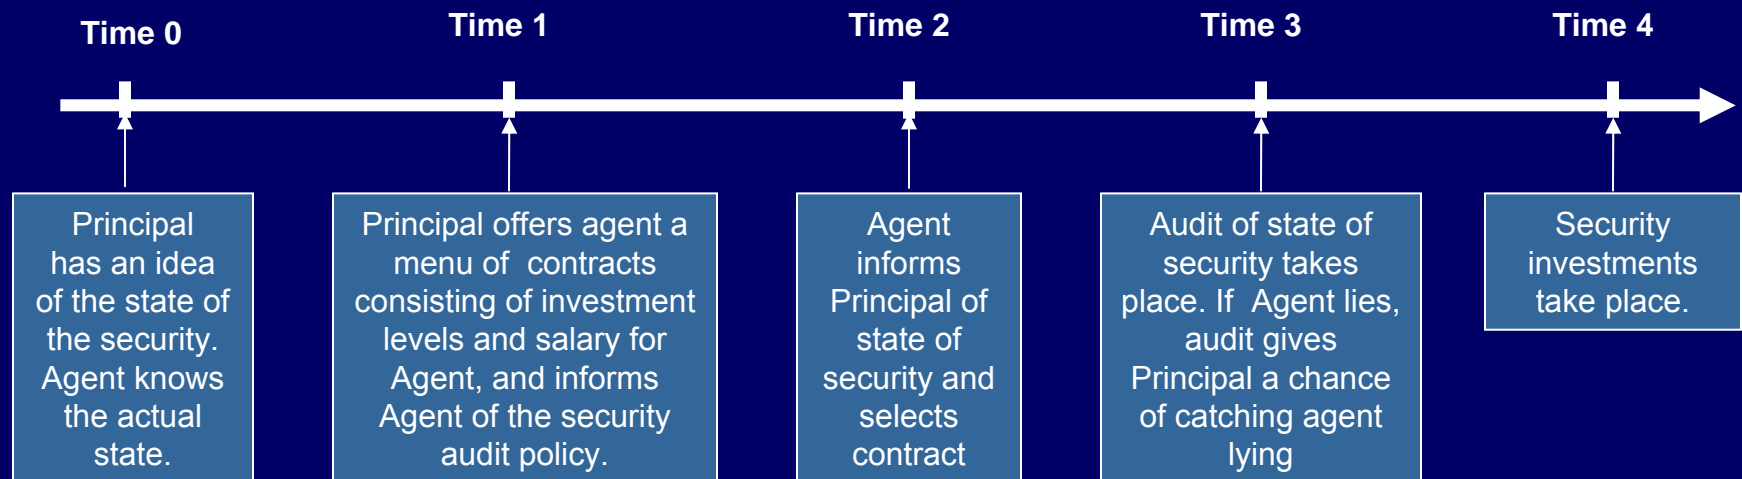 Time 0
Time 1
Time 2
Time 3
Time 4
Principal
has an idea
of the state of
the security.
Agent knows
the actual
state.
Principal offers agent a
menu of contracts
consisting of investment
levels and salary for
Agent, and informs
Agent of the security
audit policy.
Agent
informs
Principal of
state of
security and
selects
contract
Audit of state of
security takes
place. If Agent lies,
audit gives
Principal a chance
of catching agent
lying
Security
investments
take place.